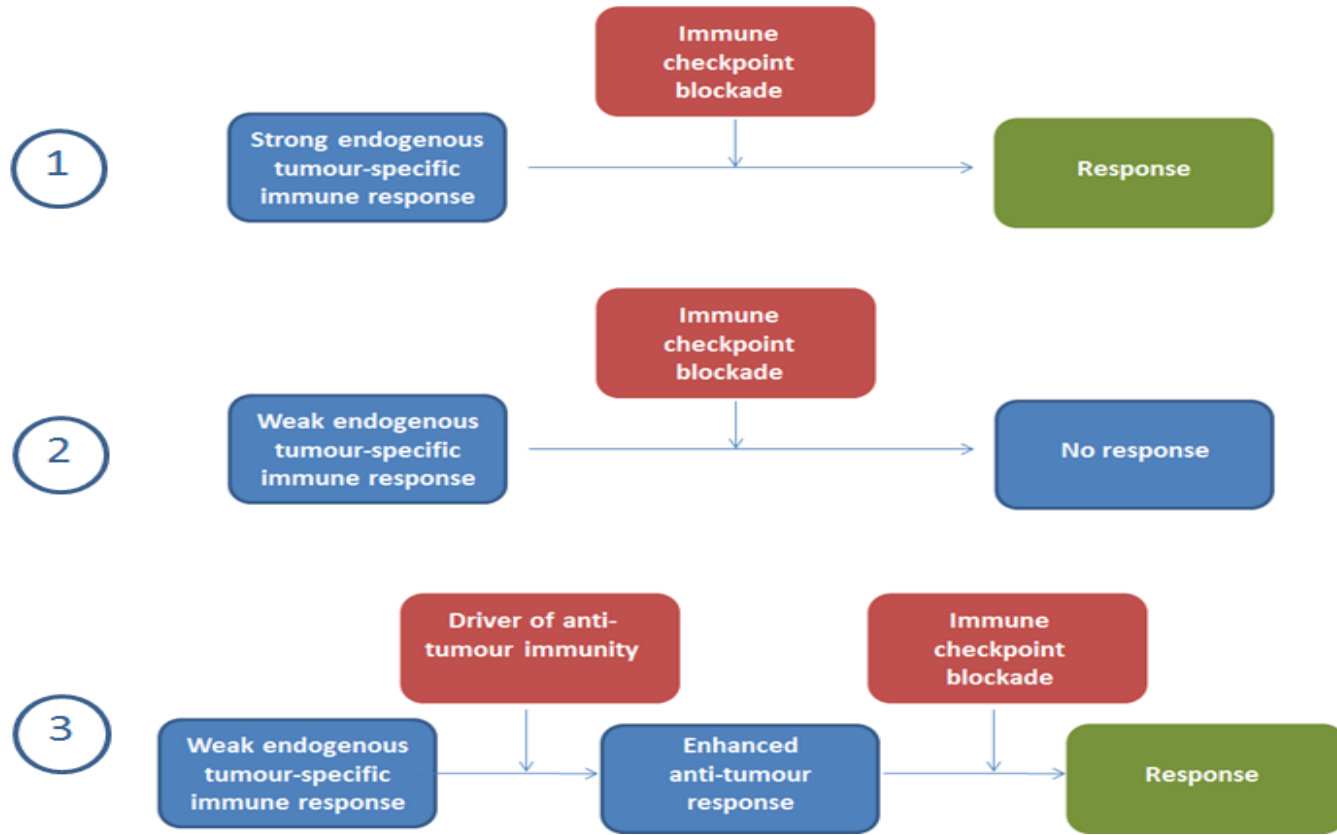 Immune
checkpoint
blockade
1
Strong endogenous
tumour-specific
immune response
Response
Immune
checkpoint
blockade
2
Weak endogenous
tumour-specific
immune response
No response
Driver of anti-
tumour immunity
Immune
checkpoint
blockade
3
Weak endogenous
tumour-specific
immune response
Enhanced
anti-tumour
response
Response